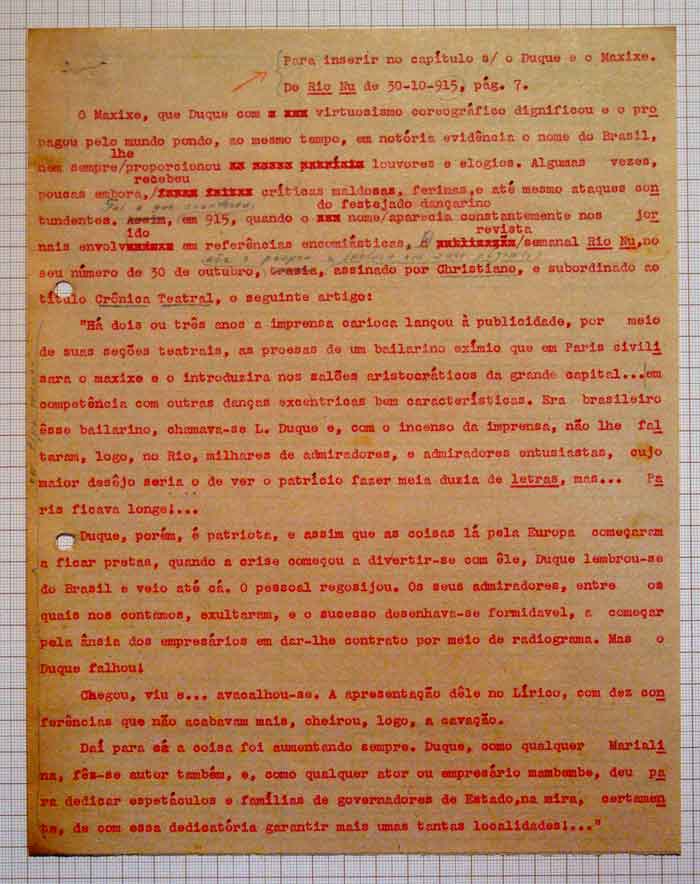 Para inserir no capítulo s/ o Duque e o Maxixe.
De Rio Nu de 30-10-915, pág. 7.
O Maxixe, que Duque com virtuosismo coreográfico dignificou e o pro
pagou pelo mundo pondo, ao mesmo tempo, em notória evidência o nome do Brasil,
lhe
nem sempre/proporcionou louvores e elogios. Algumas vezes,
recebeu
poucas embora,/ críticas maldosas, ferinas,e até mesmo ataques con
Foi o que aconteceu, do festejado dançarino
tundentes. Assim, em 915, quando o nome/aparecia constantemente nos jor
ido revista
nais envolv em referências encomiásticas, a /semanal Rio Nu,no
não o poupou e
seu número de 30 de outubro, trazia, assinado por Christiano, e subordinado ao
título Crônica Teatral, o seguinte artigo:
"Há dois ou três anos a imprensa carioca lançou à publicidade, por meio
de suas seções teatrais, as proesas de um bailarino exímio que em Paris civili
sara o maxixe e o introduzira nos salões aristocráticos da grande capital...em
competência com outras danças excentricas bem características. Era brasileiro
êsse bailarino, chamava-se L. Duque e, com o incenso da imprensa, não lhe fal
taram, logo, no Rio, milhares de admiradores, e admiradores entusiastas, cujo
maior desêjo seria o de ver o patrício fazer meia duzia de letras, mas... Pa
ris ficava longe!...
Duque, porém, é patriota, e assim que as coisas lá pela Europa começaram
a ficar pretas, quando a crise começou a divertir-se com êle, Duque lembrou-se
do Brasil e veio até cá. O pessoal regosijou. Os seus admiradores, entre os
quais nos contamos, exultaram, e o sucesso desenhava-se formidavel, a começar
pela ânsia dos empresários em dar-lhe contrato por meio de radiograma. Mas o
Duque falhou!
Chegou, viu e... avacalhou-se. A apresentação dêle no Lírico, com dez con
ferências que não acabavam mais, cheirou, logo, a cavação.
Daí para cá a coisa foi aumentando sempre. Duque, como qualquer Mariali
na, fêz-se autor também, e, como qualquer ator ou empresário mambembe, deu pa
ra dedicar espetáculos e famílias de governadores de Estado,na mira, certamen
te, de com essa dedicatória garantir mais umas tantas localidades!..."